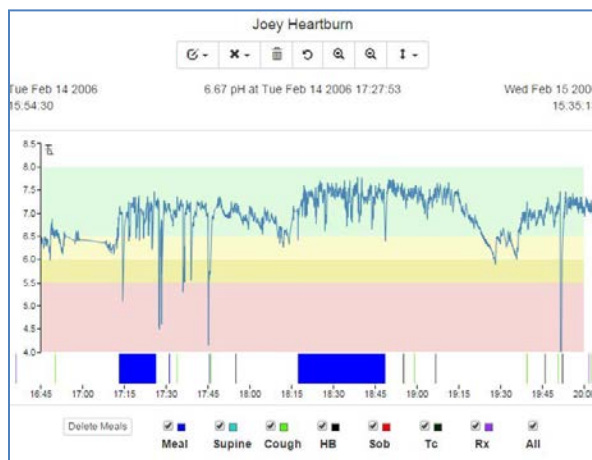 Joey Heartburn
Tue Feb 14 2006 6.67 pH at Tue Feb 14 2006 17:27:53 Wed Feb 15 200
15:54:30 15:35:1
pH
8.5
8.0
7.5
7.0
6.5
6.0
5.5
5.0
4.5
4.0
16:45 17:00 17:15 17:30 17:45 18:00 18:15 18:30 18:45 19:00 19:15 19:30 19:45 20:00
Delete Meals
Meal Supine Cough HB Sob Tc Rx All